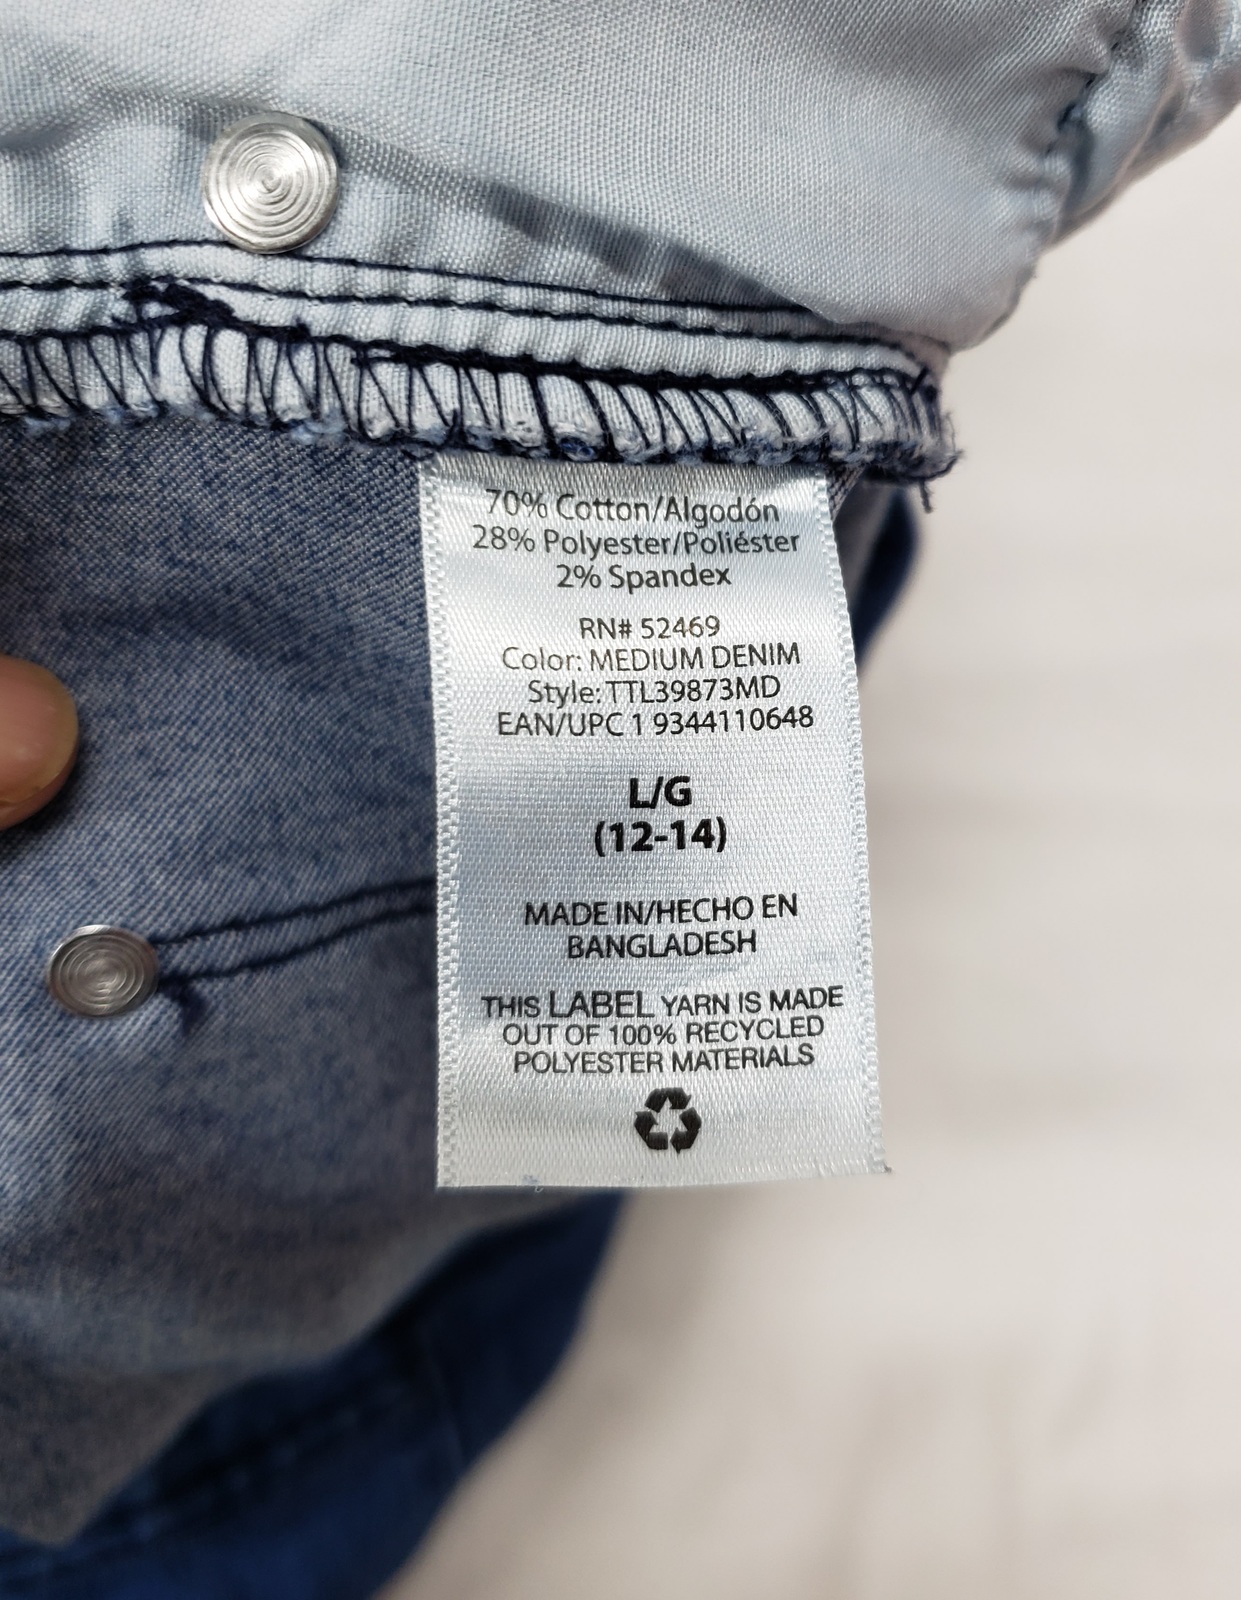 70% Cotton/Algodón
28% Polyester/Poliéster
2% Spandex
RN# 52469
Color: MEDIUM DENIM
Style: TTL39873MD
EAN/UPC 1 9344110648
L/G
(12-14)
MADE IN/HECHO EN
BANGLADESH
THIS LABEL YARN IS MADE
OUT OF 100% RECYCLED
POLYESTER MATERIALS